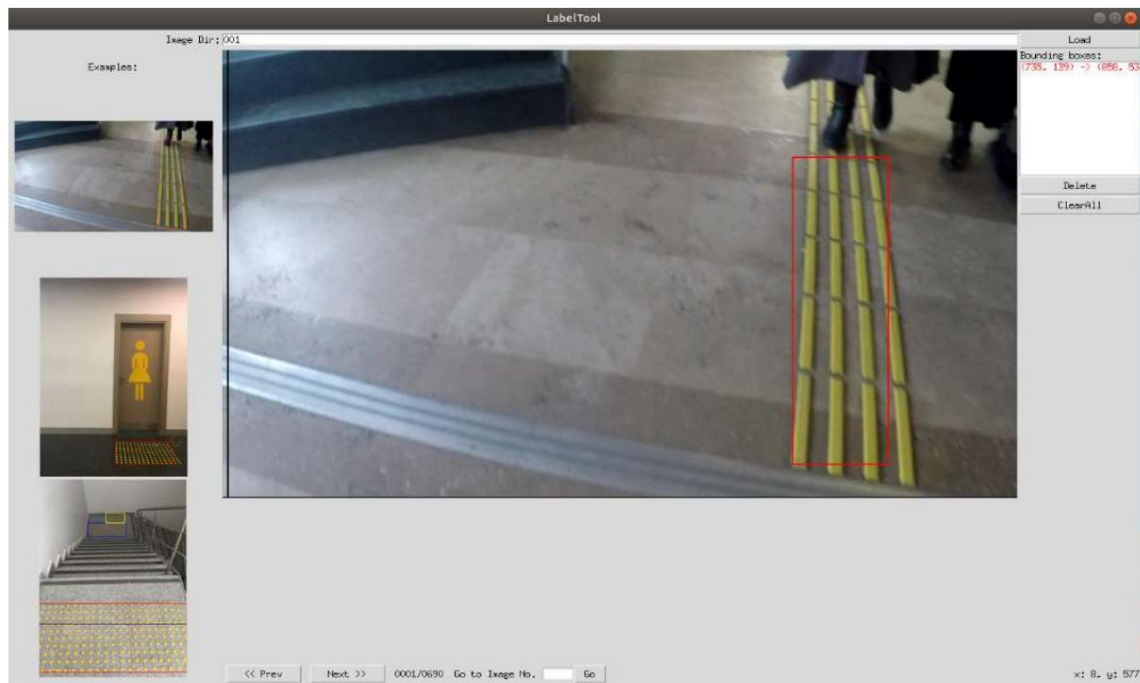 LabelTool
Image Dir: 001
Load
Examples:
Bounding boxes:
(735, 139) -> (896, 53
Delete
ClearAll
<< Prev
Next >>
0001/0690
Go to Image No.
Go
x: 8, y: 577